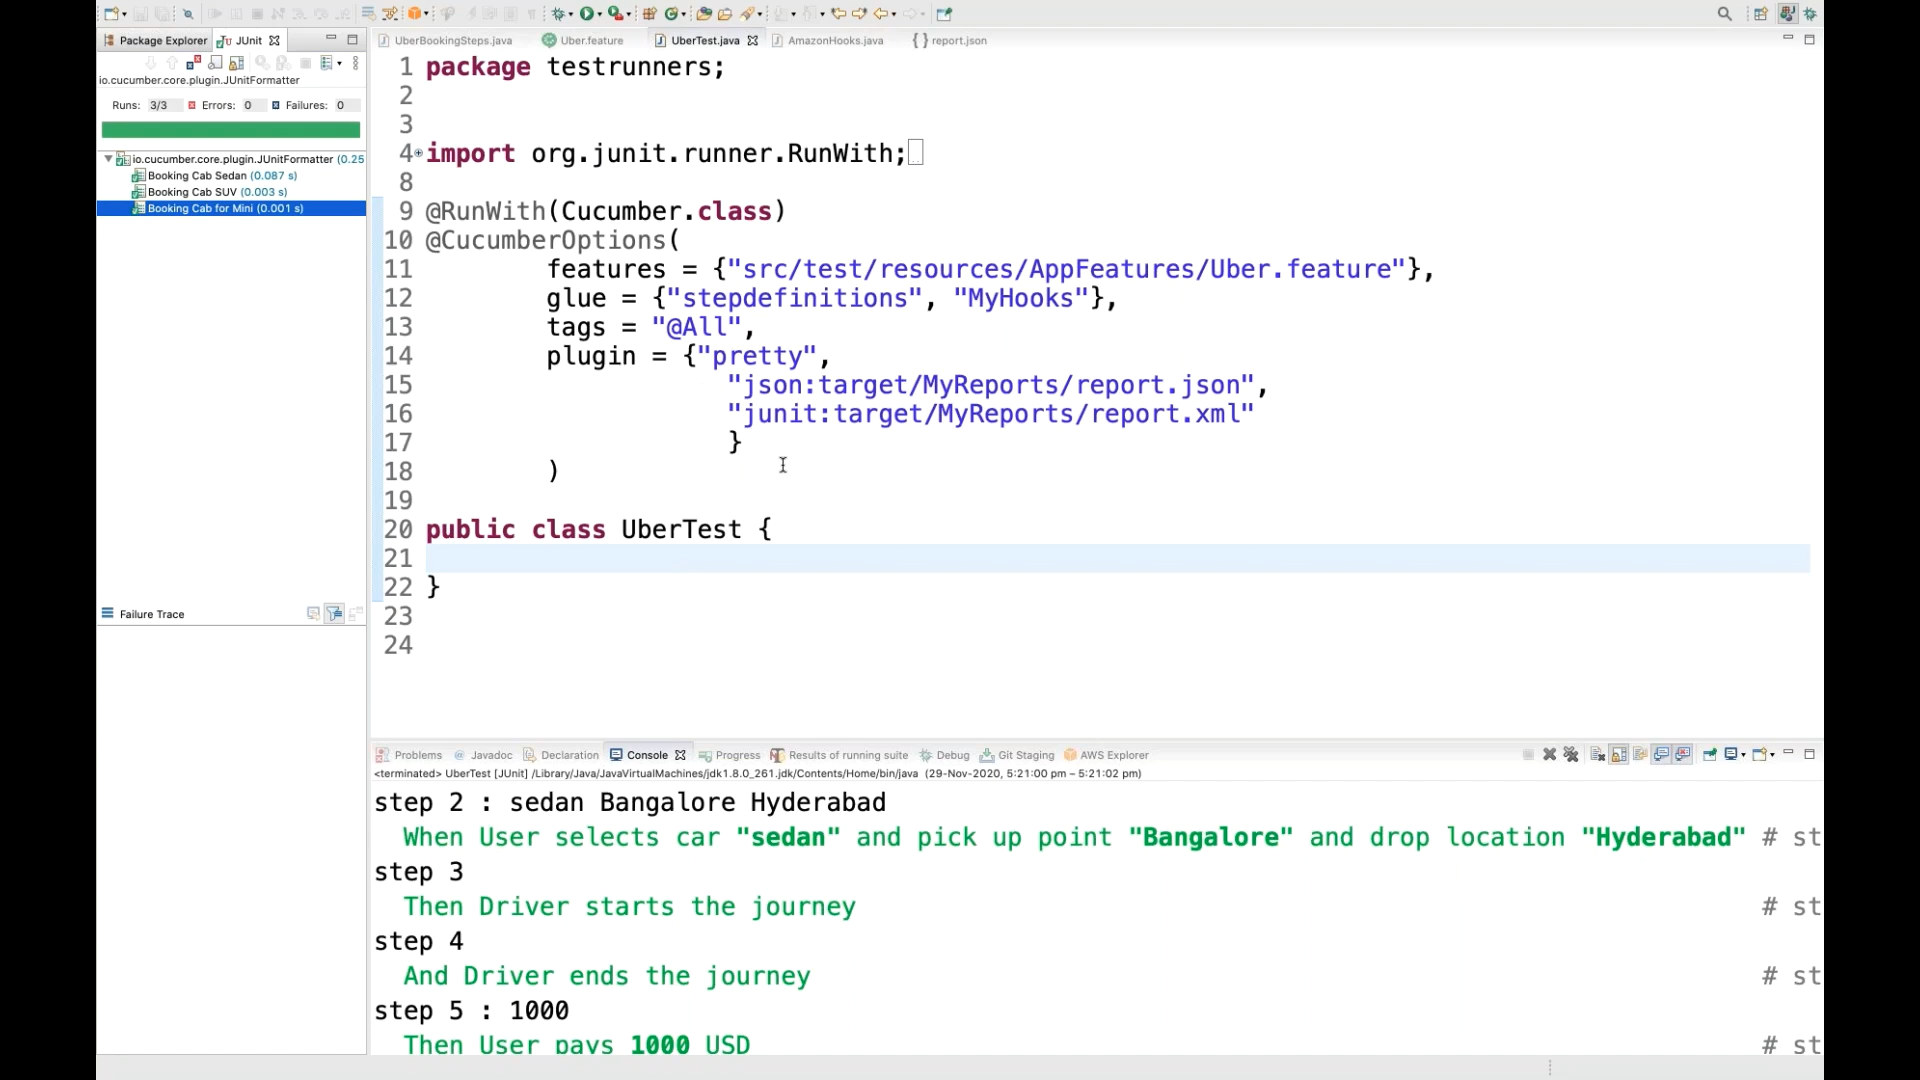 Package Explorer JUnit
io.cucumber.core.plugin.JUnitFormatter
Runs: 3/3 Errors: 0 Failures: 0
io.cucumber.core.plugin.JUnitFormatter (0.25
Booking Cab Sedan (0.087 s)
Booking Cab SUV (0.003 s)
Booking Cab for Mini (0.001 s)
Failure Trace
UberBookingSteps.java Uber.feature UberTest.java AmazonHooks.java report.json
1 package testrunners;
2
3
4 import org.junit.runner.RunWith;
8
9 @RunWith(Cucumber.class)
10 @CucumberOptions(
11 features = {"src/test/resources/AppFeatures/Uber.feature"},
12 glue = {"stepdefinitions", "MyHooks"},
13 tags = "@All",
14 plugin = {"pretty",
15 "json:target/MyReports/report.json",
16 "junit:target/MyReports/report.xml"
17 }
18 )
19
20 public class UberTest {
21
22 }
23
24
Problems Javadoc Declaration Console Progress Results of running suite Debug Git Staging AWS Explorer
<terminated> UberTest [JUnit] /Library/Java/JavaVirtualMachines/jdk1.8.0_261.jdk/Contents/Home/bin/java (29-Nov-2020, 5:21:00 pm – 5:21:02 pm)
step 2 : sedan Bangalore Hyderabad
When User selects car "sedan" and pick up point "Bangalore" and drop location "Hyderabad" # st
step 3
Then Driver starts the journey # st
step 4
And Driver ends the journey # st
step 5 : 1000
Then User pays 1000 USD # st